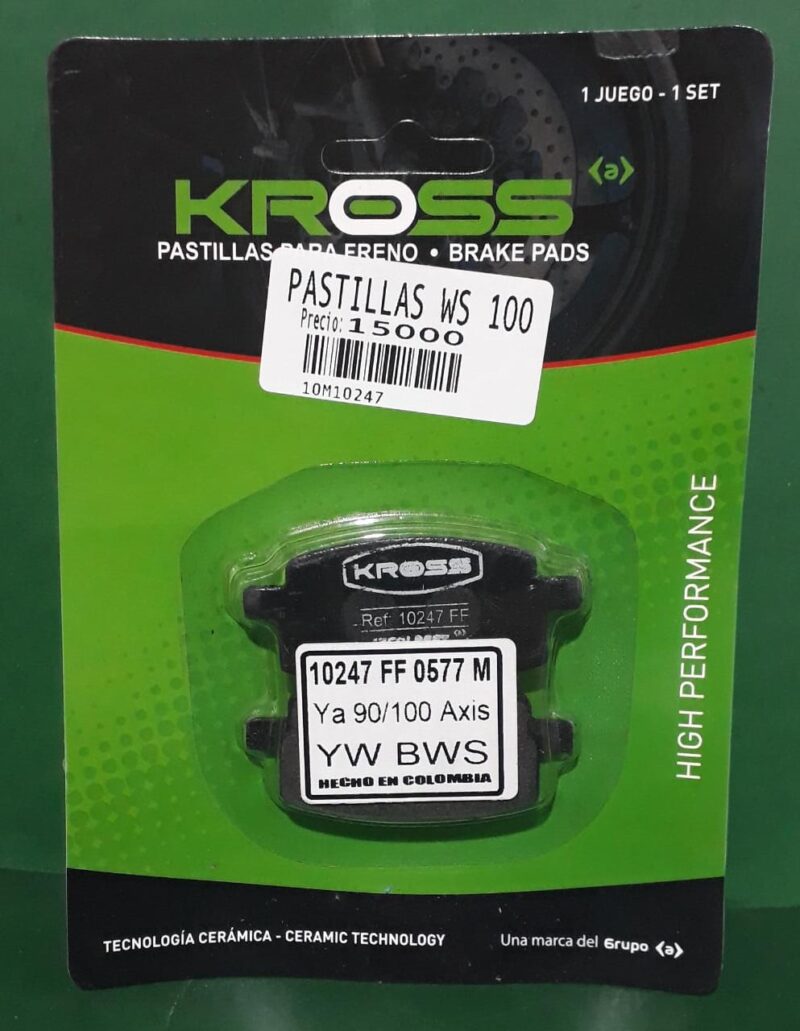 1 JUEGO - 1 SET
KROSS ⟨a⟩
PASTILLAS PARA FRENO • BRAKE PADS
PASTILLAS WS 100
Precio: 15000
10M10247
KROSS
Ref: 10247 FF
10247 FF 0577 M
Ya 90/100 Axis
YW BWS
HECHO EN COLOMBIA
HIGH PERFORMANCE
TECNOLOGÍA CERÁMICA - CERAMIC TECHNOLOGY
Una marca del Grupo ⟨a⟩